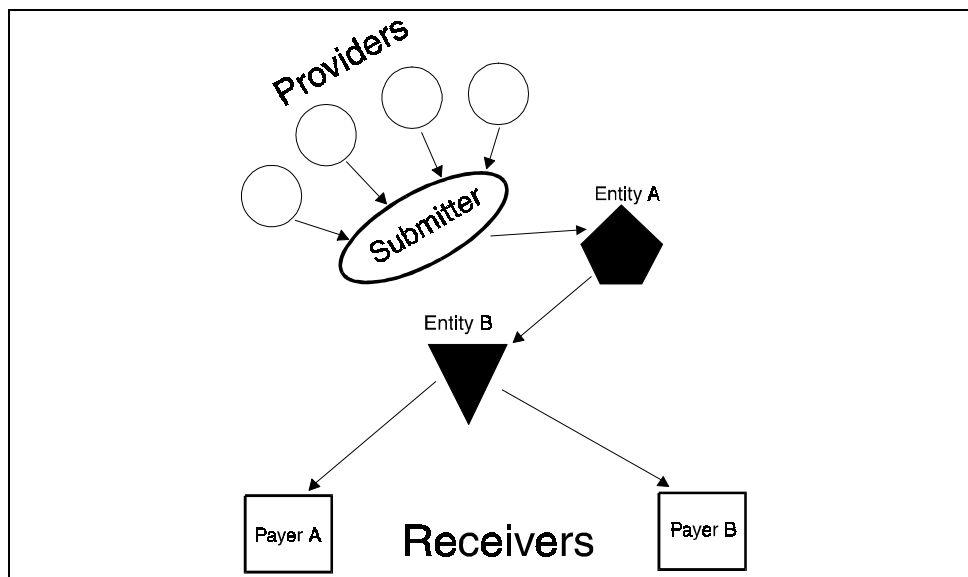 Providers
Submitter
Entity A
Entity B
Payer A
Receivers
Payer B